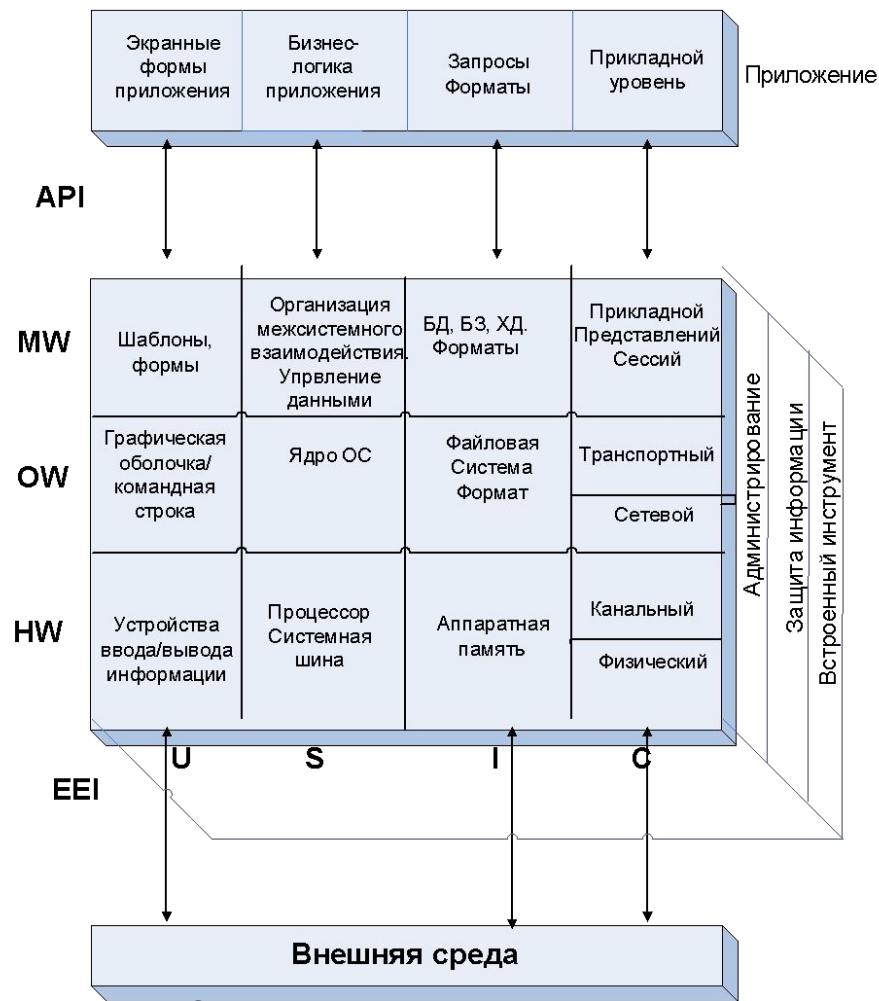 Экранные
формы
приложения
Бизнес-
логика
приложения
Запросы
Форматы
Прикладной
уровень
Приложение
API
MW
Шаблоны,
формы
Организация
межсистемного
взаимодействия.
Упрвление
данными
БД, БЗ, ХД.
Форматы
Прикладной
Представлений
Сессий
OW
Графическая
оболочка/
командная
строка
Ядро ОС
Файловая
Система
Формат
Транспортный
Сетевой
HW
Устройства
ввода/вывода
информации
Процессор
Системная
шина
Аппаратная
память
Канальный
Физический
Администрирование
Защита информации
Встроенный инструмент
U S I C
EEI
Внешняя среда